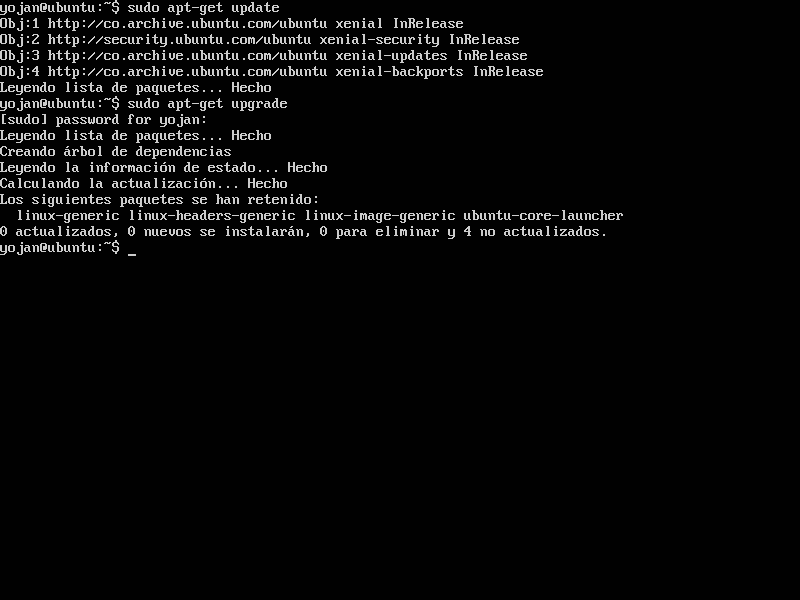 yojan@ubuntu:~$ sudo apt-get update
Obj:1 http://co.archive.ubuntu.com/ubuntu xenial InRelease
Obj:2 http://security.ubuntu.com/ubuntu xenial-security InRelease
Obj:3 http://co.archive.ubuntu.com/ubuntu xenial-updates InRelease
Obj:4 http://co.archive.ubuntu.com/ubuntu xenial-backports InRelease
Leyendo lista de paquetes... Hecho
yojan@ubuntu:~$ sudo apt-get upgrade
[sudo] password for yojan:
Leyendo lista de paquetes... Hecho
Creando árbol de dependencias
Leyendo la información de estado... Hecho
Calculando la actualización... Hecho
Los siguientes paquetes se han retenido:
  linux-generic linux-headers-generic linux-image-generic ubuntu-core-launcher
0 actualizados, 0 nuevos se instalarán, 0 para eliminar y 4 no actualizados.
yojan@ubuntu:~$ _